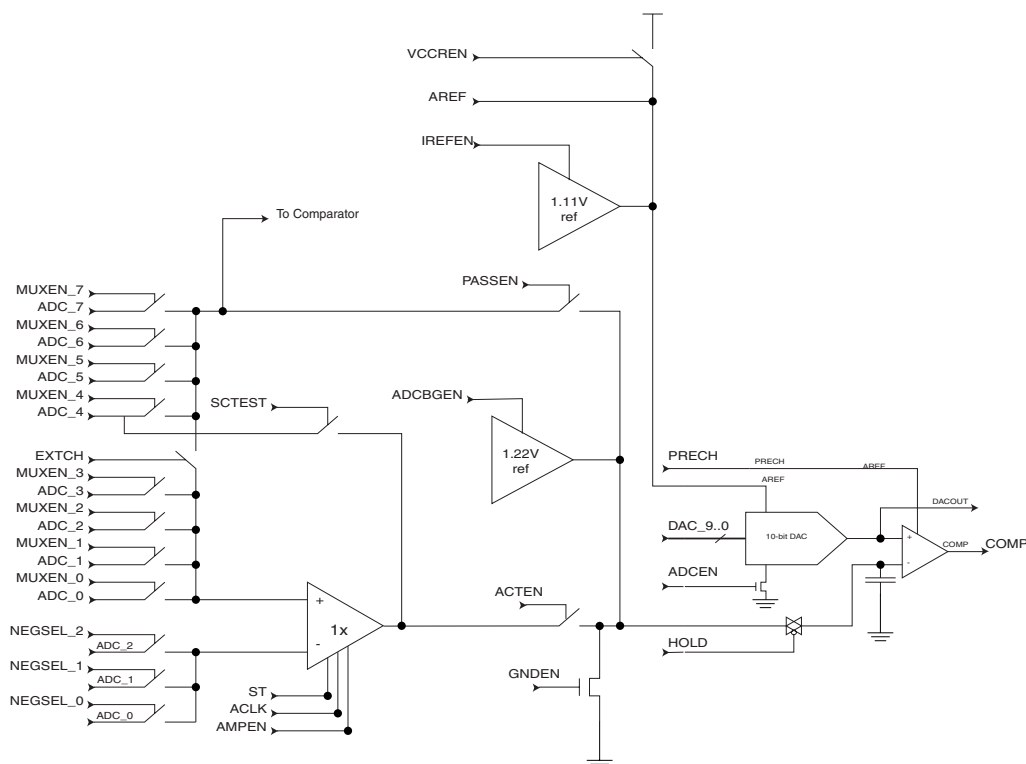 VCCREN
AREF
IREFEN
1.11V
ref
To Comparator
PASSEN
MUXEN_7
ADC_7
MUXEN_6
ADC_6
MUXEN_5
ADC_5
MUXEN_4
ADC_4
SCTEST
ADCBGEN
1.22V
ref
EXTCH
MUXEN_3
ADC_3
MUXEN_2
ADC_2
MUXEN_1
ADC_1
MUXEN_0
ADC_0
PRECH
PRECH
AREF
AREF
DACOUT
DAC_9..0
10-bit DAC
+
-
COMP
COMP
ADCEN
ACTEN
+
-
1x
NEGSEL_2
ADC_2
NEGSEL_1
ADC_1
NEGSEL_0
ADC_0
HOLD
GNDEN
ST
ACLK
AMPEN